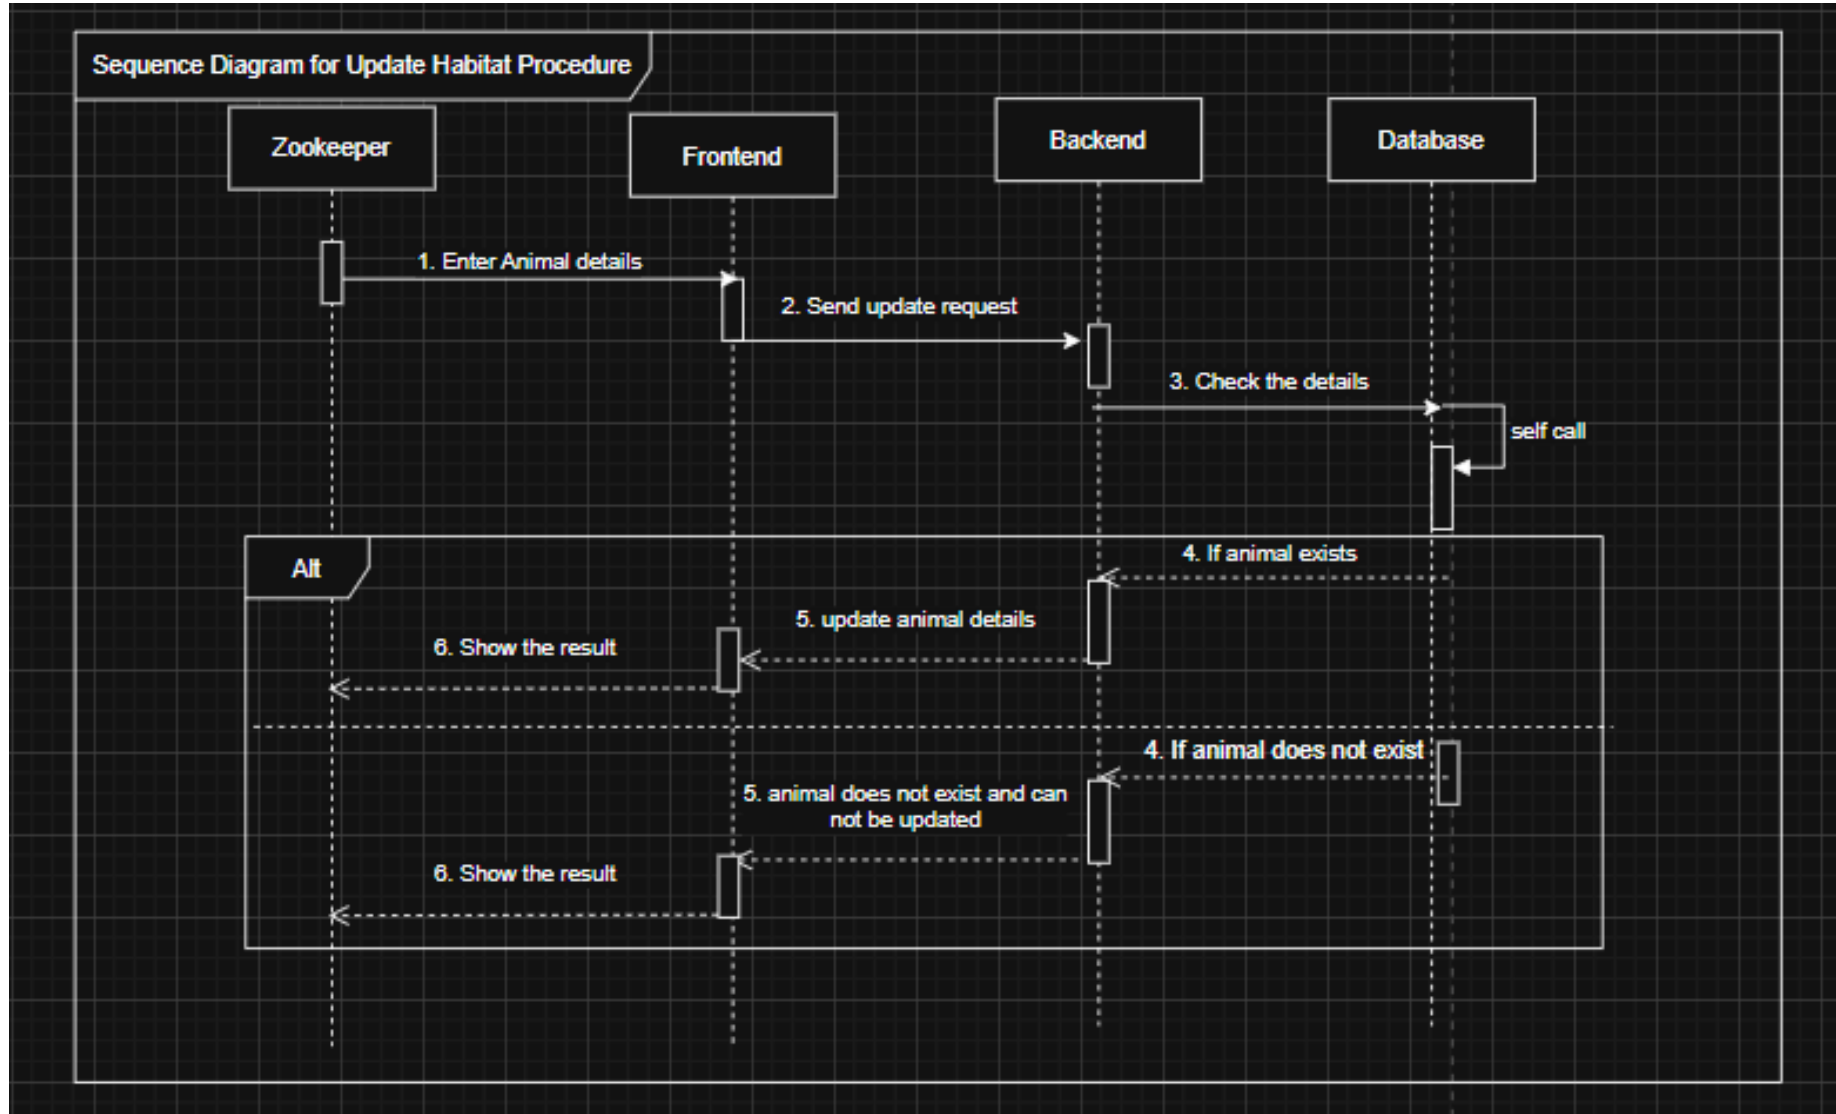 Sequence Diagram for Update Habitat Procedure
Zookeeper
Frontend
Backend
Database
1. Enter Animal details
2. Send update request
3. Check the details
self call
Alt
4. If animal exists
5. update animal details
6. Show the result
4. If animal does not exist
5. animal does not exist and can
not be updated
6. Show the result